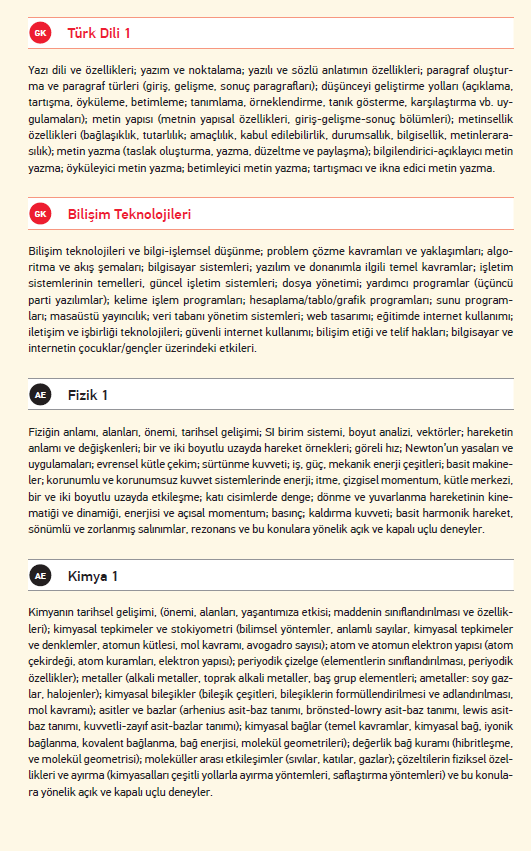 GK Türk Dili 1
Yazı dili ve özellikleri; yazım ve noktalama; yazılı ve sözlü anlatımın özellikleri; paragraf oluştur-
ma ve paragraf türleri (giriş, gelişme, sonuç paragrafları); düşünceyi geliştirme yolları (açıklama,
tartışma, öyküleme, betimleme; tanımlama, örneklendirme, tanık gösterme, karşılaştırma vb. uy-
gulamaları); metin yapısı (metnin yapısal özellikleri, giriş-gelişme-sonuç bölümleri); metinsellik
özellikleri (bağlaşıklık, tutarlılık; amaçlılık, kabul edilebilirlik, durumsallık, bilgisellik, metinlerara-
sılık); metin yazma (taslak oluşturma, yazma, düzeltme ve paylaşma); bilgilendirici-açıklayıcı metin
yazma; öyküleyici metin yazma; betimleyici metin yazma; tartışmacı ve ikna edici metin yazma.
GK Bilişim Teknolojileri
Bilişim teknolojileri ve bilgi-işlemsel düşünme; problem çözme kavramları ve yaklaşımları; algo-
ritma ve akış şemaları; bilgisayar sistemleri; yazılım ve donanımla ilgili temel kavramlar; işletim
sistemlerinin temelleri, güncel işletim sistemleri; dosya yönetimi; yardımcı programlar (üçüncü
parti yazılımlar); kelime işlem programları; hesaplama/tablo/grafik programları; sunu program-
ları; masaüstü yayıncılık; veri tabanı yönetim sistemleri; web tasarımı; eğitimde internet kullanımı;
iletişim ve işbirliği teknolojileri; güvenli internet kullanımı; bilişim etiği ve telif hakları; bilgisayar ve
internetin çocuklar/gençler üzerindeki etkileri.
AE Fizik 1
Fiziğin anlamı, alanları, önemi, tarihsel gelişimi; SI birim sistemi, boyut analizi, vektörler; hareketin
anlamı ve değişkenleri; bir ve iki boyutlu uzayda hareket örnekleri; göreli hız; Newton'un yasaları ve
uygulamaları; evrensel kütle çekim; sürtünme kuvveti; iş, güç, mekanik enerji çeşitleri; basit makine-
ler; korunumlu ve korunumsuz kuvvet sistemlerinde enerji; itme, çizgisel momentum, kütle merkezi,
bir ve iki boyutlu uzayda etkileşme; katı cisimlerde denge; dönme ve yuvarlanma hareketinin kine-
matiği ve dinamiği, enerjisi ve açısal momentum; basınç; kaldırma kuvveti; basit harmonik hareket,
sönümlü ve zorlanmış salınımlar, rezonans ve bu konulara yönelik açık ve kapalı uçlu deneyler.
AE Kimya 1
Kimyanın tarihsel gelişimi, (önemi, alanları, yaşantımıza etkisi; maddenin sınıflandırılması ve özellik-
leri); kimyasal tepkimeler ve stokiyometri (bilimsel yöntemler, anlamlı sayılar, kimyasal tepkimeler
ve denklemler, atomun kütlesi, mol kavramı, avogadro sayısı); atom ve atomun elektron yapısı (atom
çekirdeği, atom kuramları, elektron yapısı); periyodik çizelge (elementlerin sınıflandırılması, periyodik
özellikler); metaller (alkali metaller, toprak alkali metaller, baş grup elementleri; ametaller: soy gaz-
lar, halojenler); kimyasal bileşikler (bileşik çeşitleri, bileşiklerin formüllendirilmesi ve adlandırılması,
mol kavramı); asitler ve bazlar (arhenius asit-baz tanımı, brönsted-lowry asit-baz tanımı, lewis asit-
baz tanımı, kuvvetli-zayıf asit-bazlar tanımı); kimyasal bağlar (temel kavramlar, kimyasal bağ, iyonik
bağlanma, kovalent bağlanma, bağ enerjisi, molekül geometrileri); değerlik bağ kuramı (hibritleşme,
ve molekül geometrisi); moleküller arası etkileşimler (sıvılar, katılar, gazlar); çözeltilerin fiziksel özel-
likleri ve ayırma (kimyasalları çeşitli yollarla ayırma yöntemleri, saflaştırma yöntemleri) ve bu konula-
ra yönelik açık ve kapalı uçlu deneyler.